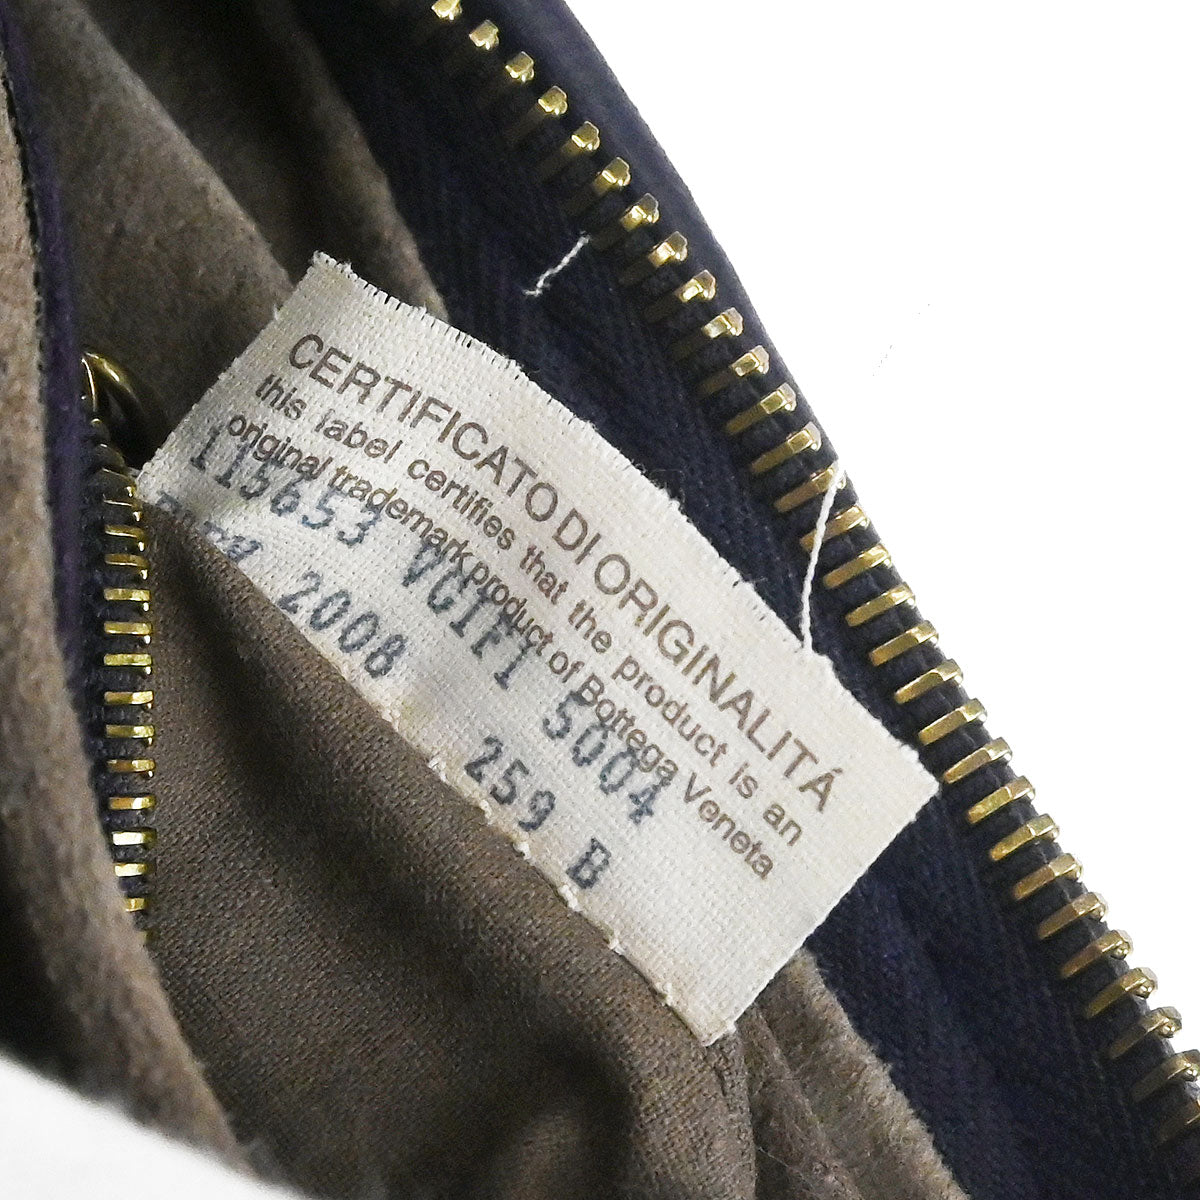 CERTIFICATO DI ORIGINALITÁ
this label certifies that the product is an
original trademark product of Bottega Veneta
115653 VCIF1 5004
2008 259 B